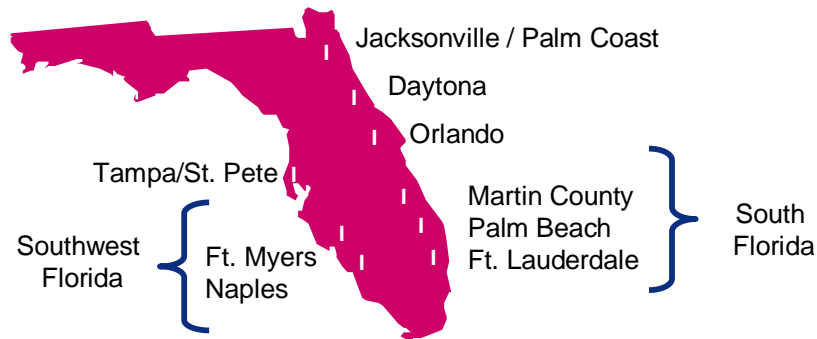 Jacksonville / Palm Coast
Daytona
Orlando
Tampa/St. Pete
Martin County
Palm Beach
Ft. Lauderdale
South
Florida
Southwest
Florida
Ft. Myers
Naples